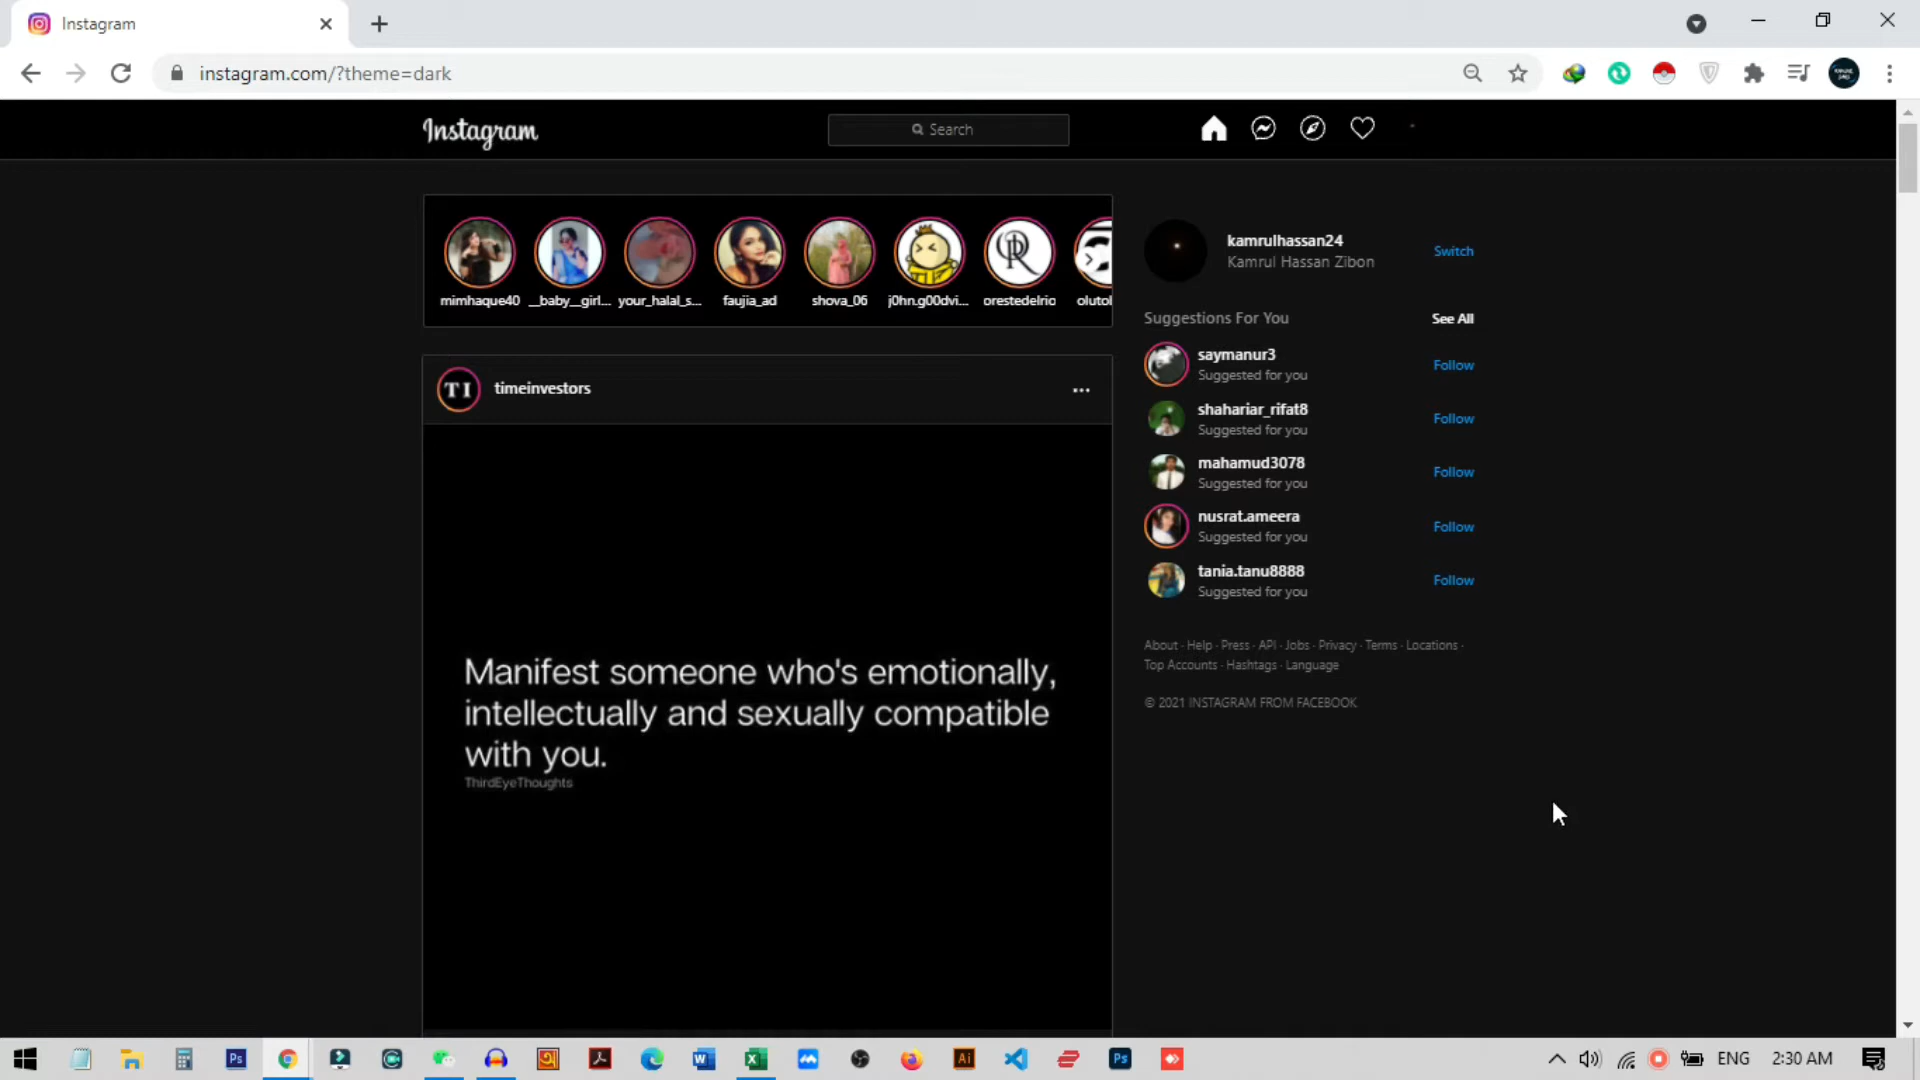 Instagram
instagram.com/?theme=dark
Instagram
Search
mimhaque40 __baby__girl... your_halal_s... faujia_ad shova_06 j0hn.g00dvi... orestedelrio olutol
kamrulhassan24
Kamrul Hassan Zibon
Switch
Suggestions For You
See All
saymanur3
Suggested for you
Follow
shahariar_rifat8
Suggested for you
Follow
mahamud3078
Suggested for you
Follow
nusrat.ameera
Suggested for you
Follow
tania.tanu8888
Suggested for you
Follow
About · Help · Press · API · Jobs · Privacy · Terms · Locations ·
Top Accounts · Hashtags · Language
© 2021 INSTAGRAM FROM FACEBOOK
TI
timeinvestors
Manifest someone who's emotionally,
intellectually and sexually compatible
with you.
ThirdEyeThoughts
Ps
Ai
Ps
ENG
2:30 AM